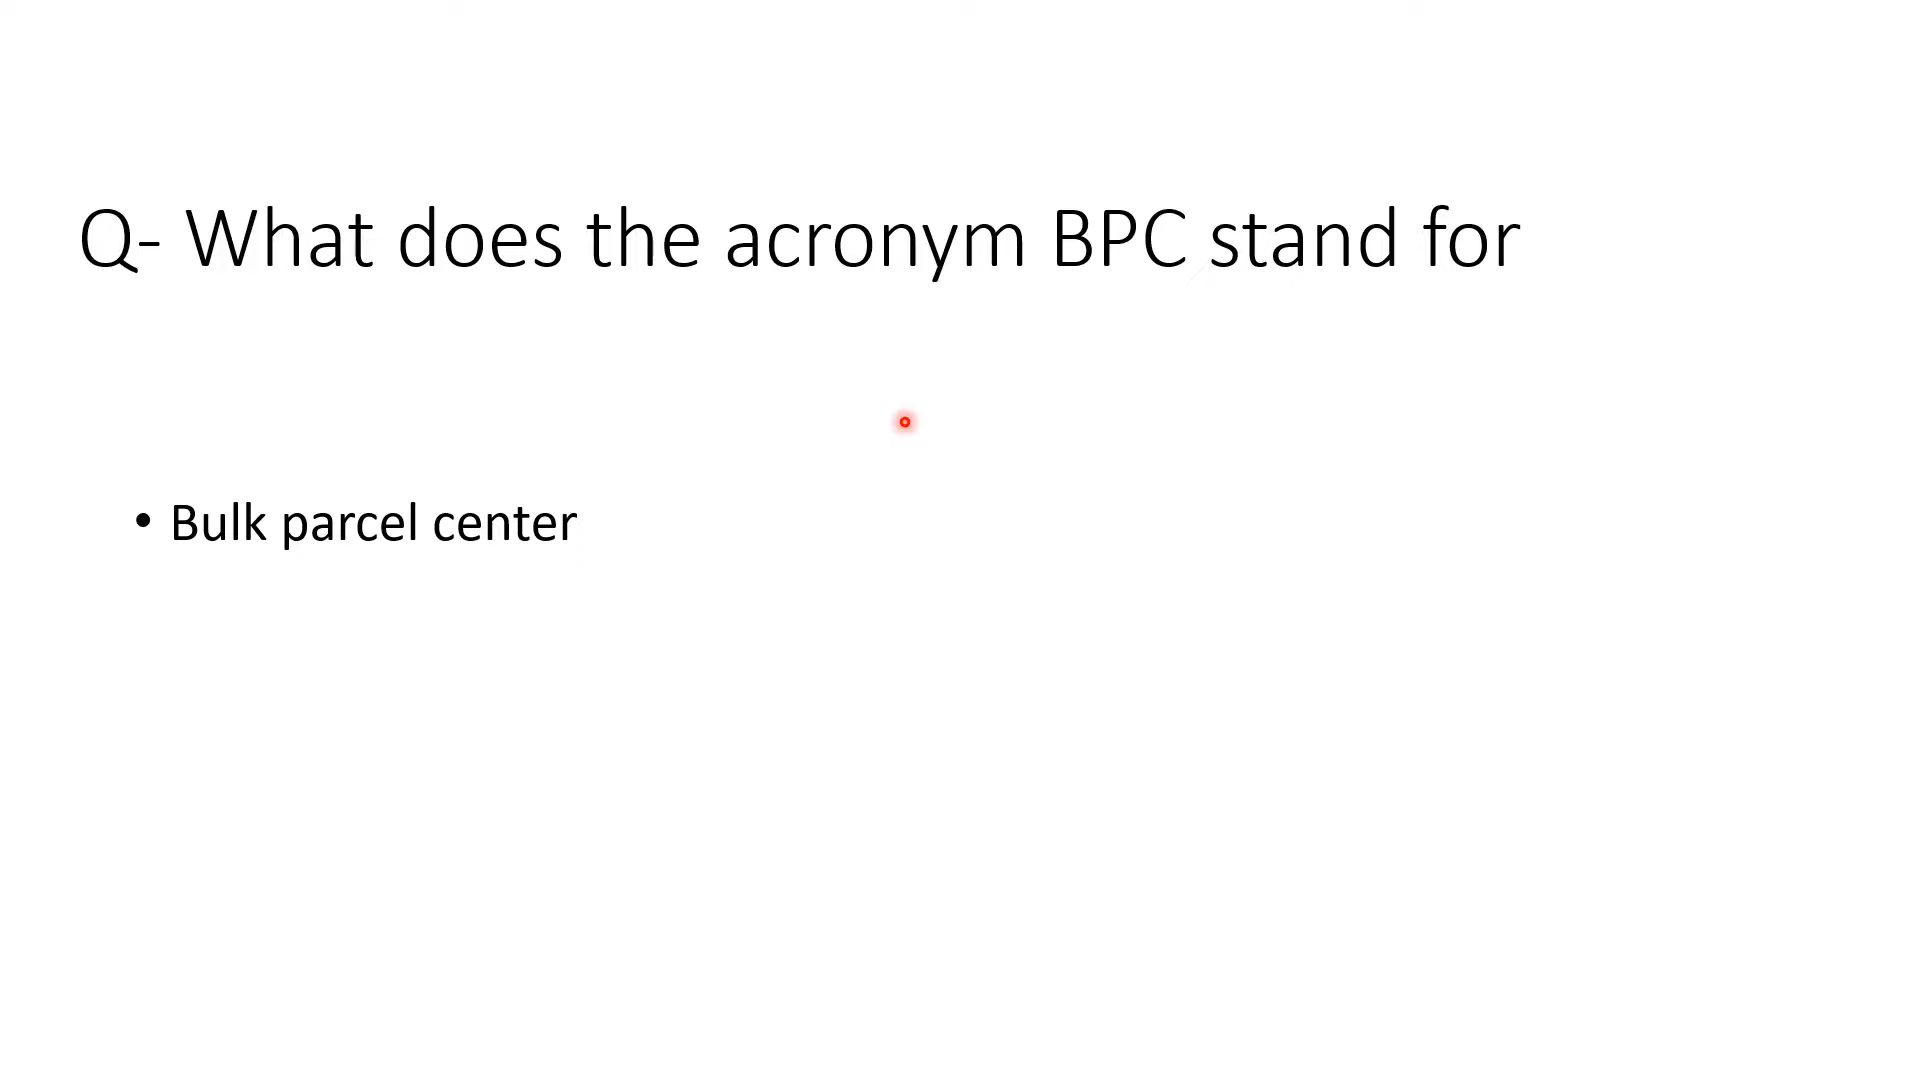 Q- What does the acronym BPC stand for
• Bulk parcel center